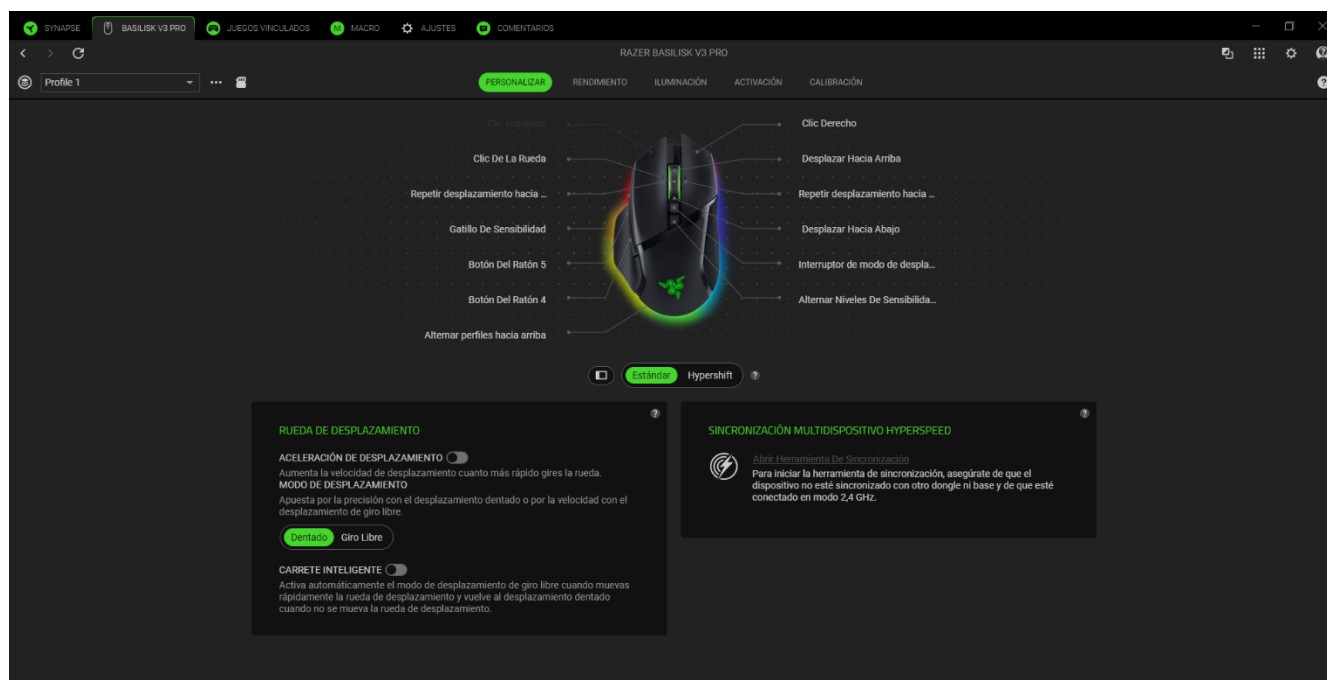 SYNAPSE
BASILISK V3 PRO
JUEGOS VINCULADOS
MACRO
AJUSTES
COMENTARIOS
RAZER BASILISK V3 PRO
Profile 1
PERSONALIZAR
RENDIMIENTO
ILUMINACIÓN
ACTIVACIÓN
CALIBRACIÓN
Clic Izquierdo
Clic De La Rueda
Repetir desplazamiento hacia ...
Gatillo De Sensibilidad
Botón Del Ratón 5
Botón Del Ratón 4
Alternar perfiles hacia arriba
Clic Derecho
Desplazar Hacia Arriba
Repetir desplazamiento hacia ...
Desplazar Hacia Abajo
Interruptor de modo de despla...
Alternar Niveles De Sensibilida...
Estándar
Hypershift
RUEDA DE DESPLAZAMIENTO
ACELERACIÓN DE DESPLAZAMIENTO
Aumenta la velocidad de desplazamiento cuanto más rápido gires la rueda.
MODO DE DESPLAZAMIENTO
Apuesta por la precisión con el desplazamiento dentado o por la velocidad con el
desplazamiento de giro libre.
Dentado
Giro Libre
CARRETE INTELIGENTE
Activa automáticamente el modo de desplazamiento de giro libre cuando muevas
rápidamente la rueda de desplazamiento y vuelve al desplazamiento dentado
cuando no se mueva la rueda de desplazamiento.
SINCRONIZACIÓN MULTIDISPOSITIVO HYPERSPEED
Abrir Herramienta De Sincronización
Para iniciar la herramienta de sincronización, asegúrate de que el
dispositivo no esté sincronizado con otro dongle ni base y de que esté
conectado en modo 2,4 GHz.